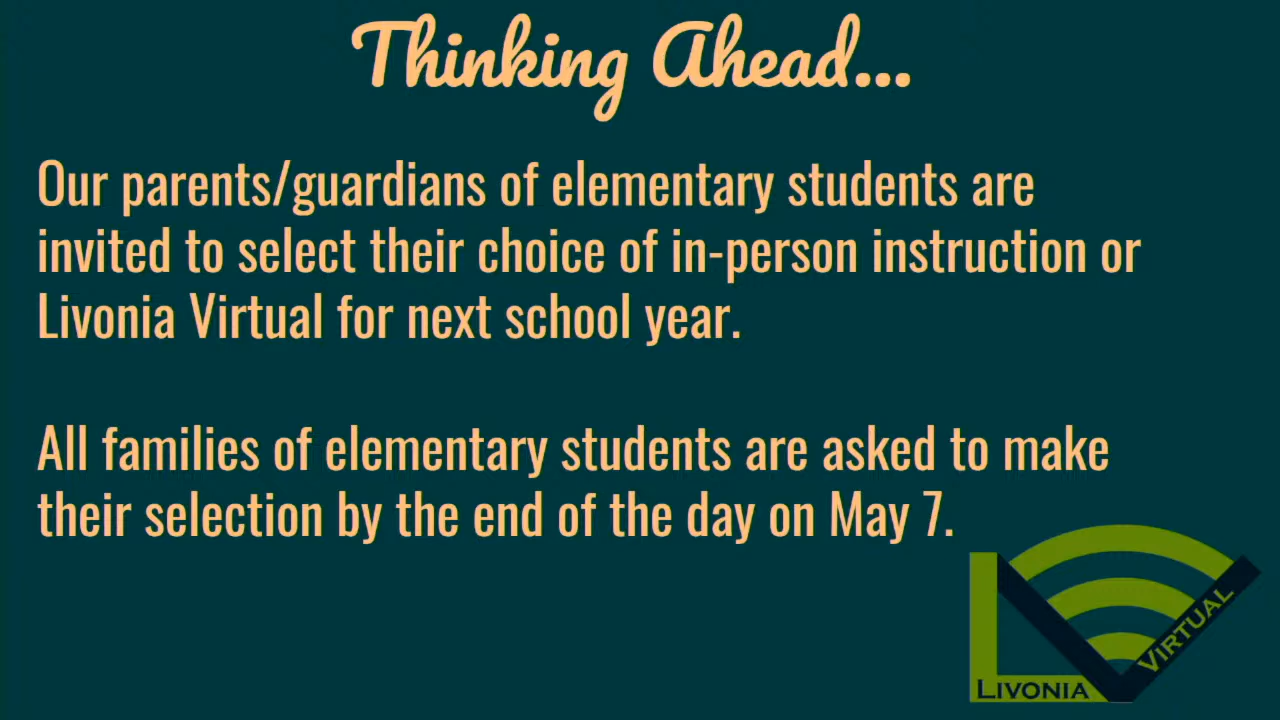 Thinking Ahead...
Our parents/guardians of elementary students are
invited to select their choice of in-person instruction or
Livonia Virtual for next school year.
All families of elementary students are asked to make
their selection by the end of the day on May 7.
LIVONIA
VIRTUAL